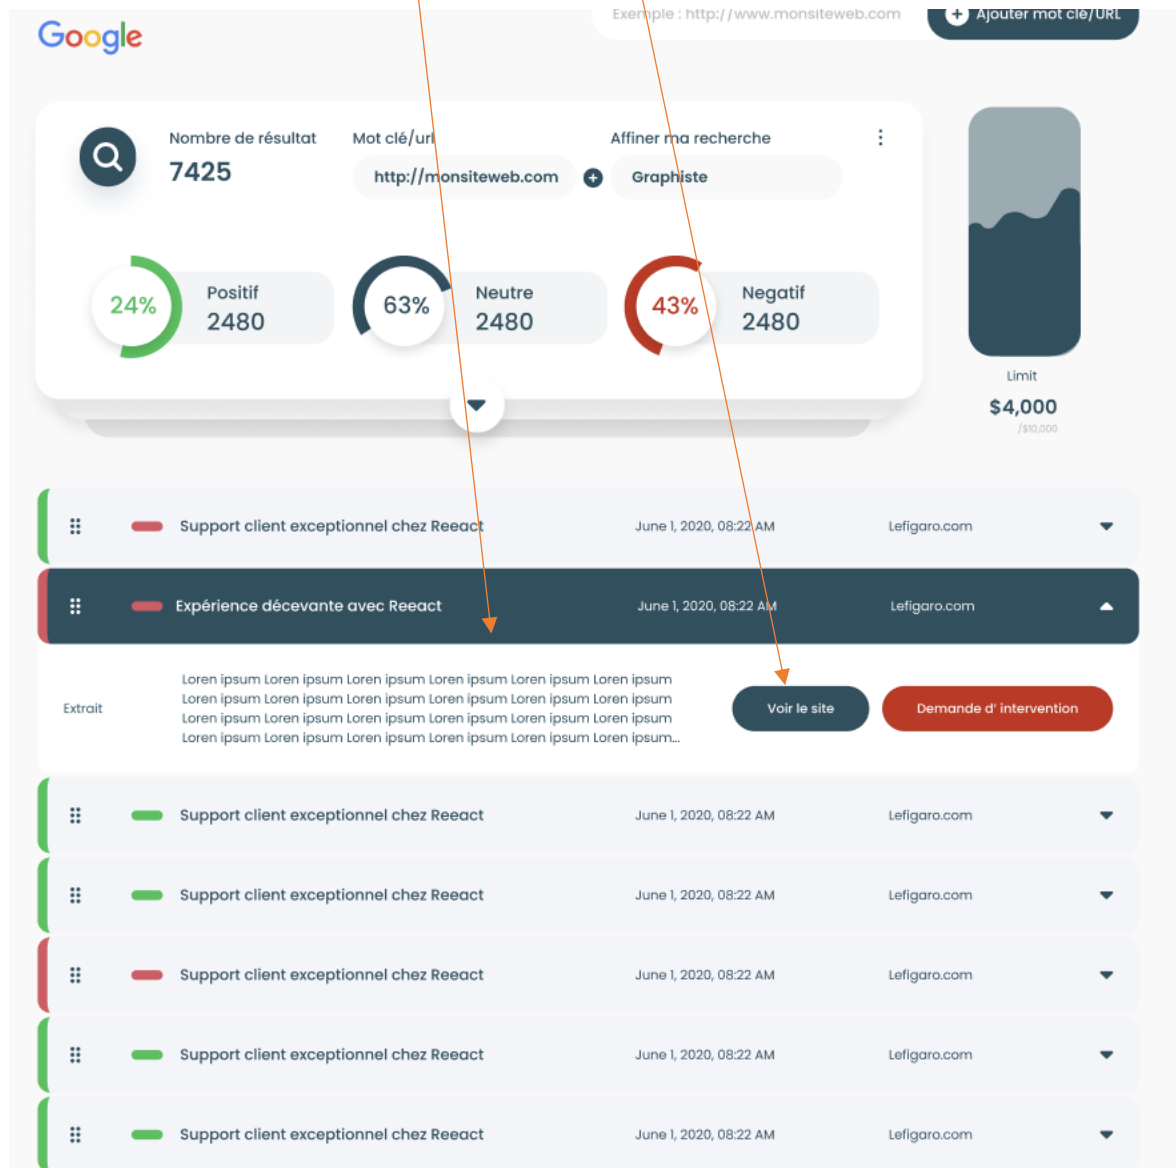 Exemple : http://www.monsiteweb.com
Ajouter mot clé/URL
Google
Nombre de résultat
7425
Mot clé/url
http://monsiteweb.com
Affiner ma recherche
Graphiste
24%
Positif
2480
63%
Neutre
2480
43%
Negatif
2480
Limit
$4,000
/$10,000
Support client exceptionnel chez Reeact June 1, 2020, 08:22 AM Lefigaro.com
Expérience décevante avec Reeact June 1, 2020, 08:22 AM Lefigaro.com
Extrait
Loren ipsum Loren ipsum Loren ipsum Loren ipsum Loren ipsum Loren ipsum
Loren ipsum Loren ipsum Loren ipsum Loren ipsum Loren ipsum Loren ipsum
Loren ipsum Loren ipsum Loren ipsum Loren ipsum Loren ipsum Loren ipsum
Loren ipsum Loren ipsum Loren ipsum Loren ipsum Loren ipsum Loren ipsum...
Voir le site
Demande d' intervention
Support client exceptionnel chez Reeact June 1, 2020, 08:22 AM Lefigaro.com
Support client exceptionnel chez Reeact June 1, 2020, 08:22 AM Lefigaro.com
Support client exceptionnel chez Reeact June 1, 2020, 08:22 AM Lefigaro.com
Support client exceptionnel chez Reeact June 1, 2020, 08:22 AM Lefigaro.com
Support client exceptionnel chez Reeact June 1, 2020, 08:22 AM Lefigaro.com